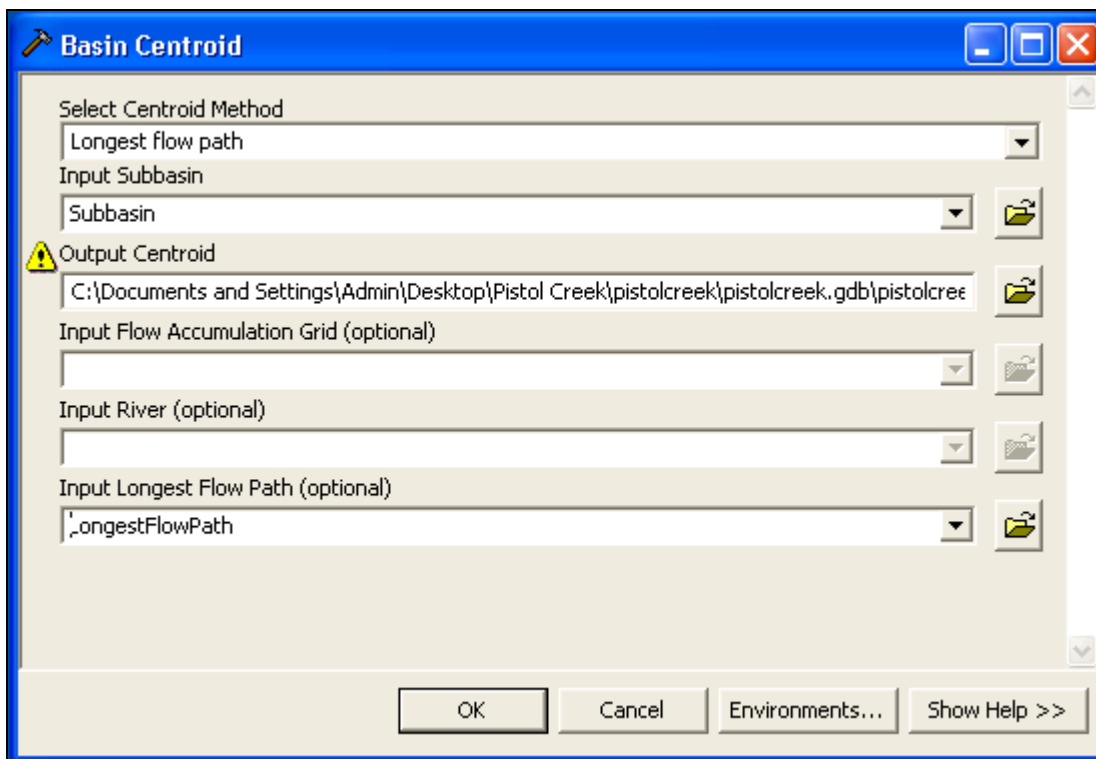 Basin Centroid
Select Centroid Method
Longest flow path
Input Subbasin
Subbasin
Output Centroid
C:\Documents and Settings\Admin\Desktop\Pistol Creek\pistolcreek\pistolcreek.gdb\pistolcree
Input Flow Accumulation Grid (optional)
Input River (optional)
Input Longest Flow Path (optional)
LongestFlowPath
OK Cancel Environments... Show Help >>